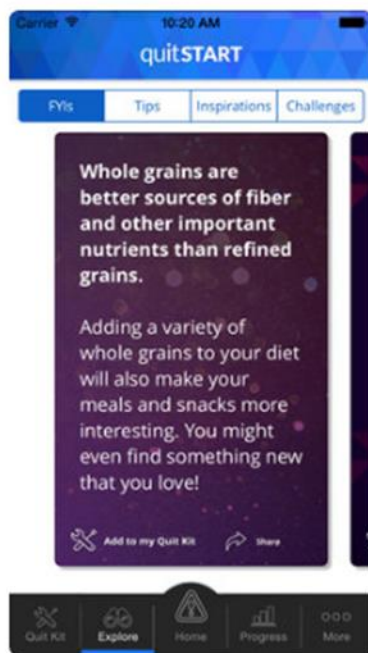 Carrier 10:20 AM
quitSTART
FYIs Tips Inspirations Challenges
Whole grains are
better sources of fiber
and other important
nutrients than refined
grains.
Adding a variety of
whole grains to your diet
will also make your
meals and snacks more
interesting. You might
even find something new
that you love!
Add to my Quit Kit Share
Quit Kit Explore Home Progress More